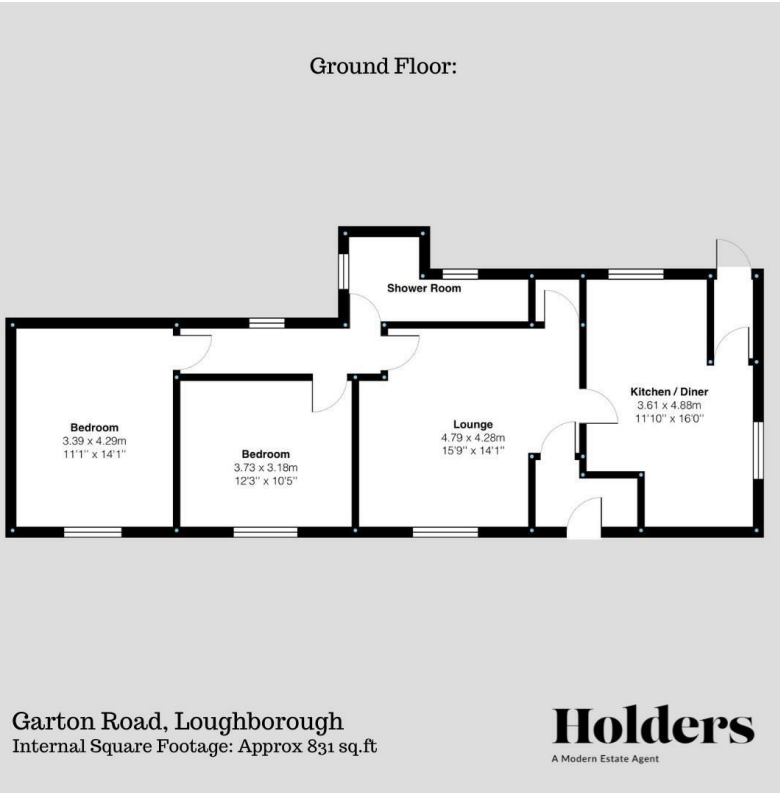 Ground Floor:
Shower Room
Kitchen / Diner
3.61 x 4.88m
11'10" x 16'0"
Bedroom
3.39 x 4.29m
11'1" x 14'1"
Lounge
4.79 x 4.28m
15'9" x 14'1"
Bedroom
3.73 x 3.18m
12'3" x 10'5"
Garton Road, Loughborough
Internal Square Footage: Approx 831 sq.ft
Holders
A Modern Estate Agent